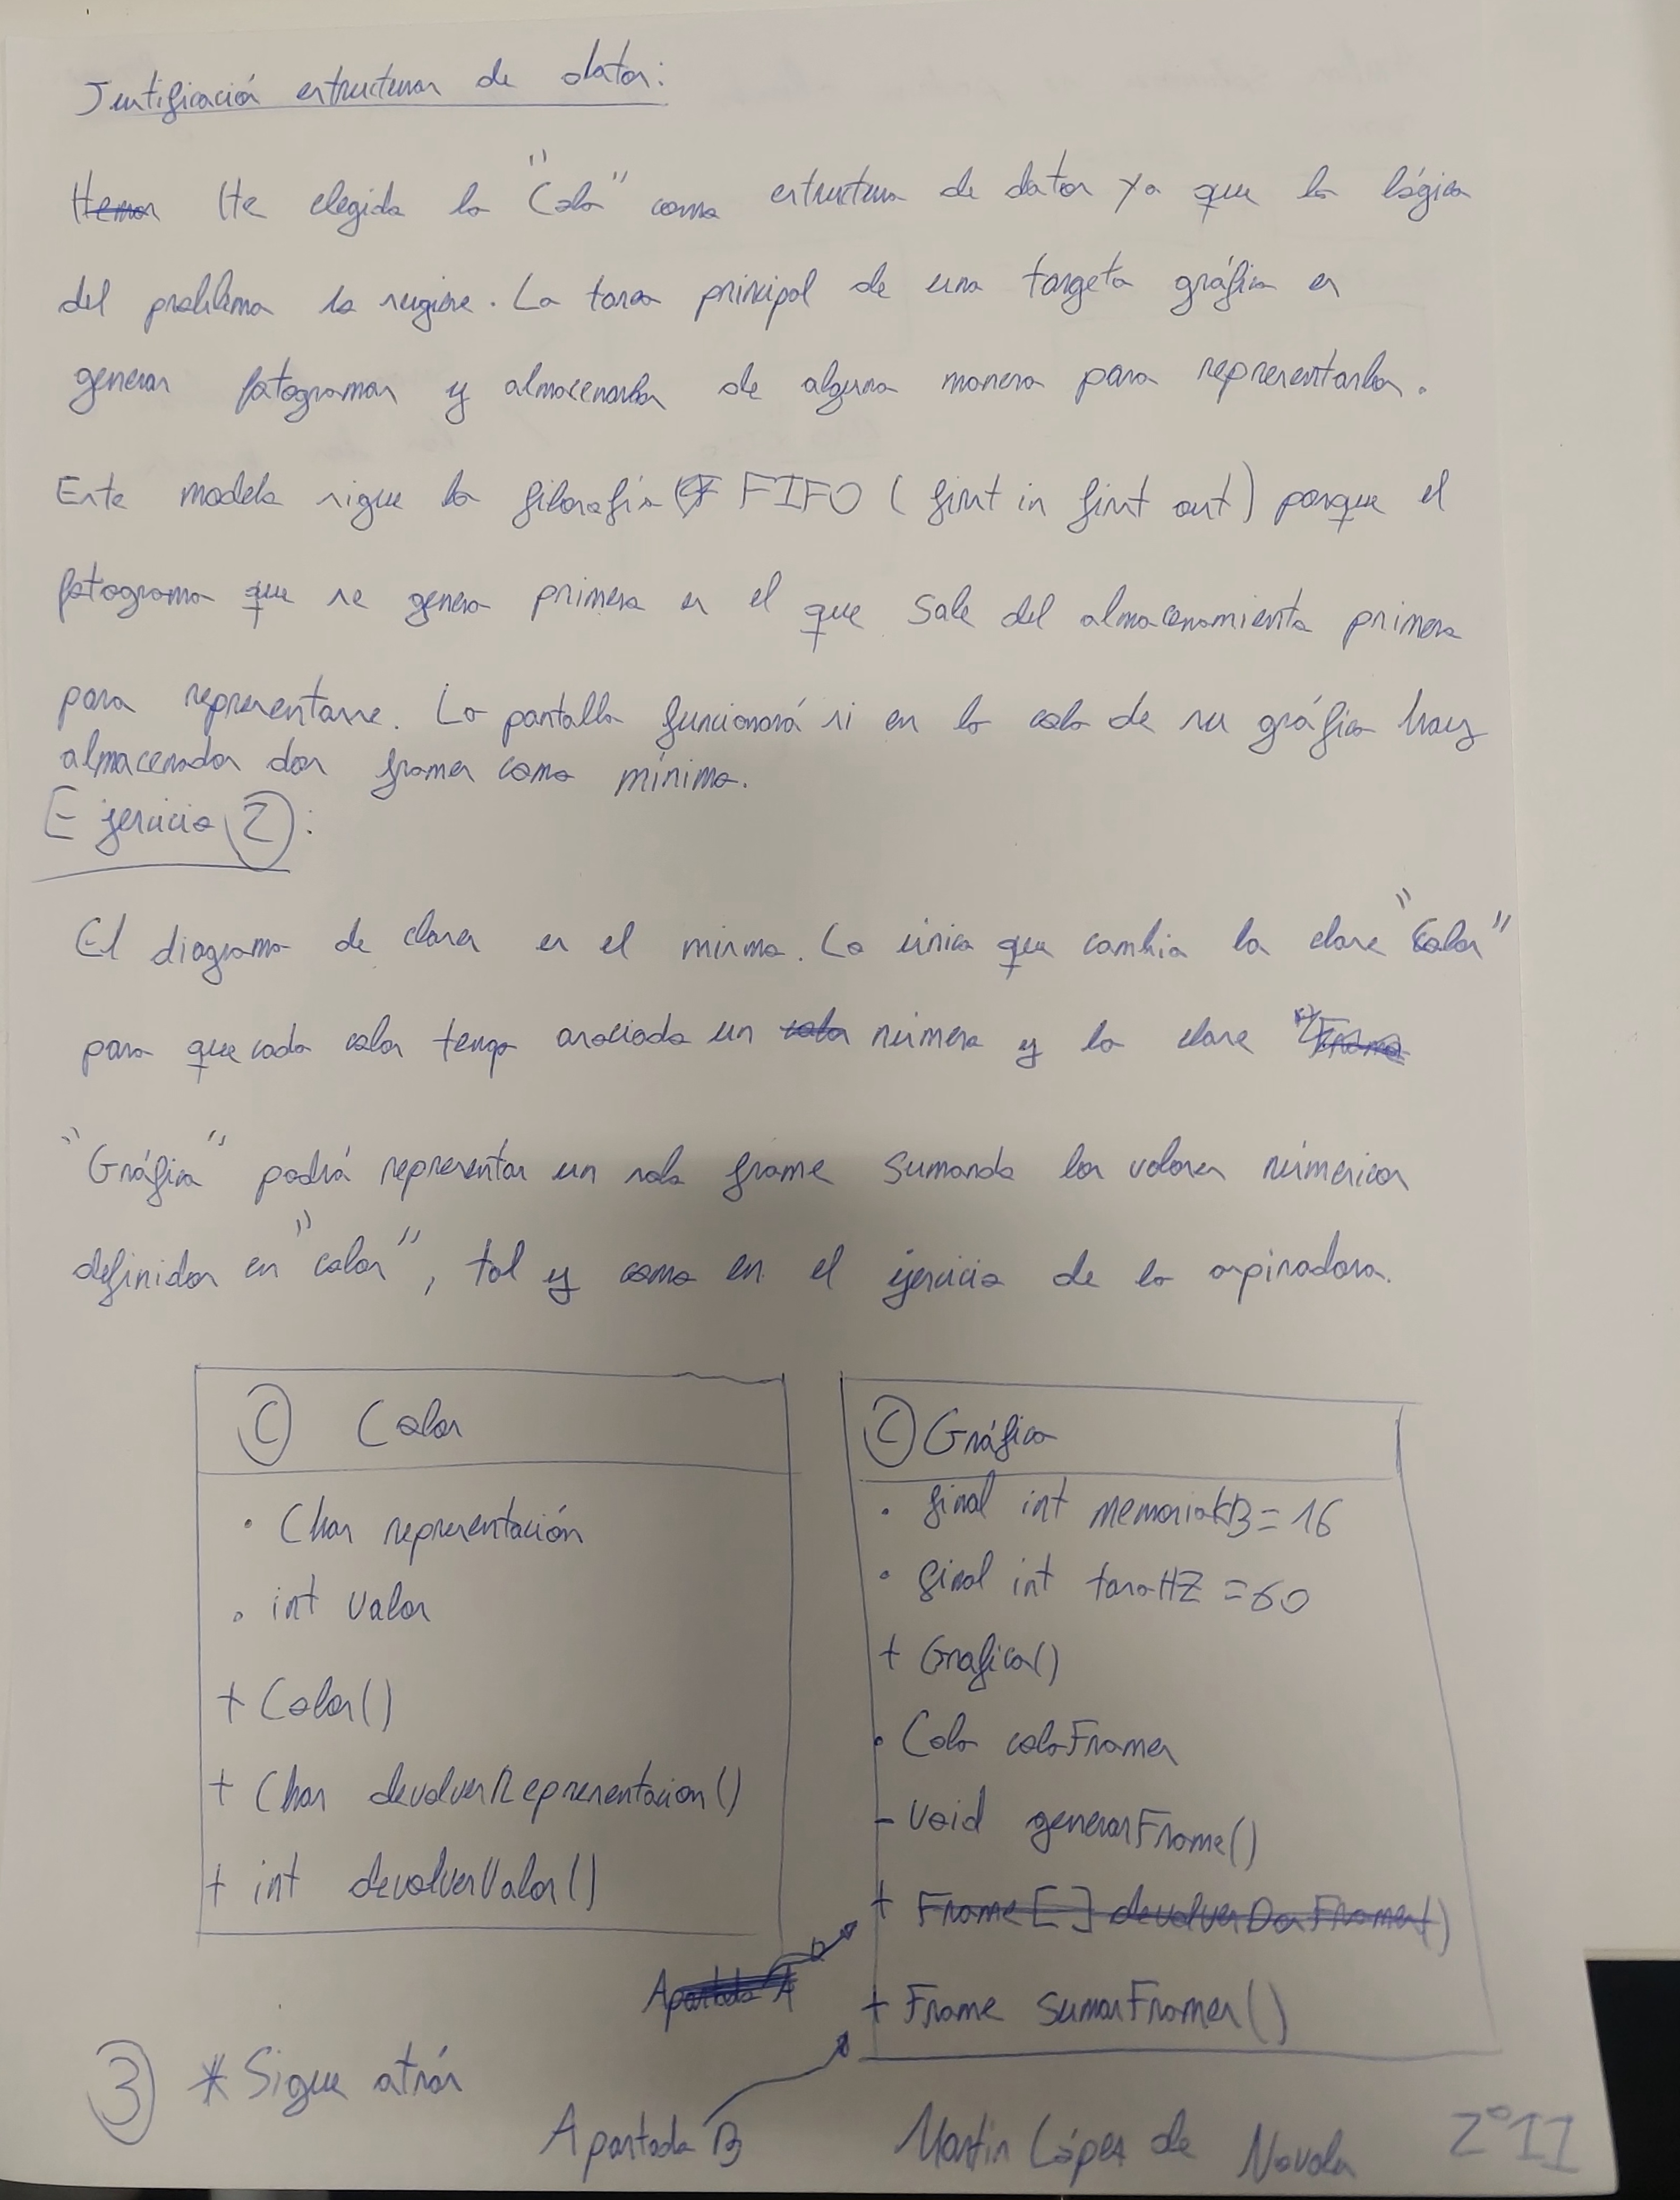 Justificación estructuras de datos:
Hemos He elegido la "Cola" como estructura de datos ya que la lógica
del problema lo sugiere. La tarea principal de una targeta gráfica es
generar fotogramas y almacenarlos de alguna manera para representarlos.
Este modelo sigue la filosofía FIFO (first in first out) porque el
fotograma que se genera primero es el que sale del almacenamiento primero
para representarse. La pantalla funcionará si en la cola de su gráfica hay
almacenados dos frames como mínimo.
Ejercicio 2:
El diagrama de clases es el mismo. Lo único que cambia la clase "Color"
para que cada color tenga asociado un color número y la clase "Frame
"Gráfica" podrá representar un solo frame sumando los valores númericos
definidos en "color", tal y como en el ejercicio de la aspiradora.
C Color
• Char representación
• int valor
+ Color()
+ Char devolverRepresentacion()
+ int devolverValor()
C Gráfica
• final int memoriaKB = 16
• final int tasaHZ = 60
+ Grafica()
• Cola colaFrames
- void generarFrame()
+ Frame[] devolverDosFrames()
+ Frame sumarFrames()
Apartado A
3 * Sigue atrás
Apartado B
Martín López de Novales 2º11